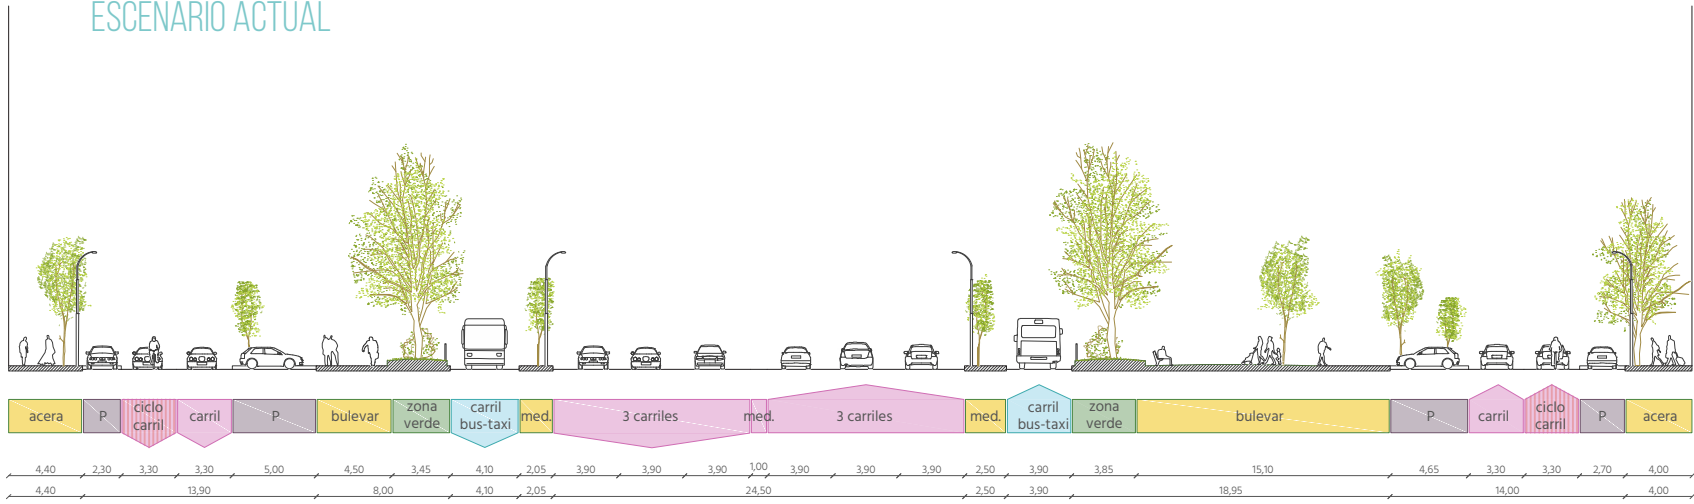 ESCENARIO ACTUAL
acera
P
ciclo
carril
carril
P
bulevar
zona
verde
carril
bus-taxi
med.
3 carriles
med.
3 carriles
med.
carril
bus-taxi
zona
verde
bulevar
P
carril
ciclo
carril
P
acera
4,40 2,30 3,30 3,30 5,00 4,50 3,45 4,10 2,05 3,90 3,90 3,90 1,00 3,90 3,90 3,90 2,50 3,90 3,85 15,10 4,65 3,30 3,30 2,70 4,00
4,40 13,90 8,00 4,10 2,05 24,50 2,50 3,90 18,95 14,00 4,00